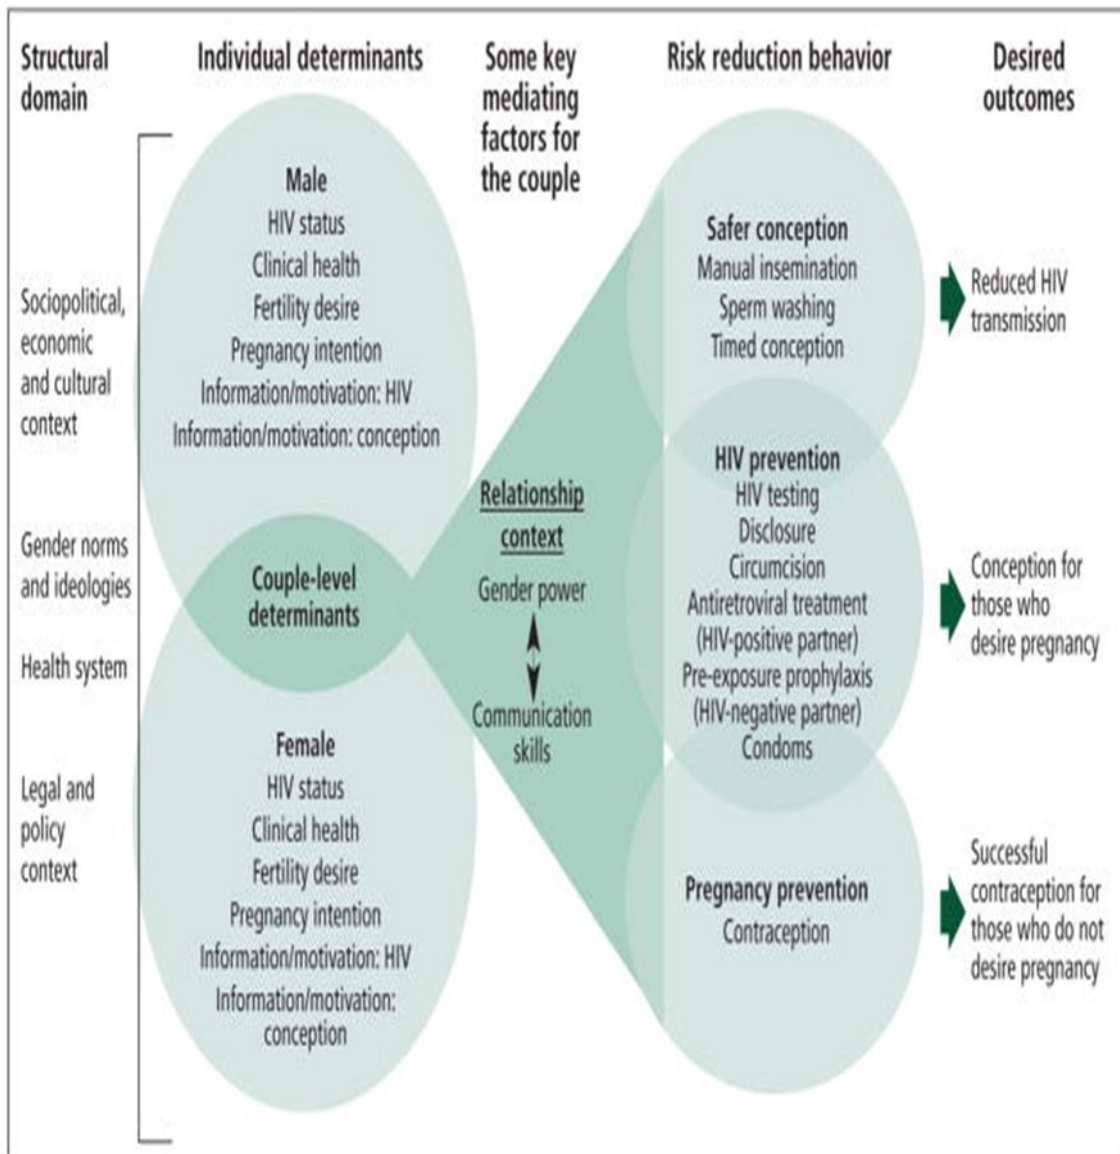 Structural
domain
Individual determinants
Some key
mediating
factors for
the couple
Risk reduction behavior
Desired
outcomes
Sociopolitical,
economic
and cultural
context
Gender norms
and ideologies
Health system
Legal and
policy
context
Male
HIV status
Clinical health
Fertility desire
Pregnancy intention
Information/motivation: HIV
Information/motivation: conception
Couple-level
determinants
Female
HIV status
Clinical health
Fertility desire
Pregnancy intention
Information/motivation: HIV
Information/motivation:
conception
Relationship
context
Gender power
Communication
skills
Safer conception
Manual insemination
Sperm washing
Timed conception
HIV prevention
HIV testing
Disclosure
Circumcision
Antiretroviral treatment
(HIV-positive partner)
Pre-exposure prophylaxis
(HIV-negative partner)
Condoms
Pregnancy prevention
Contraception
Reduced HIV
transmission
Conception for
those who
desire pregnancy
Successful
contraception for
those who do not
desire pregnancy